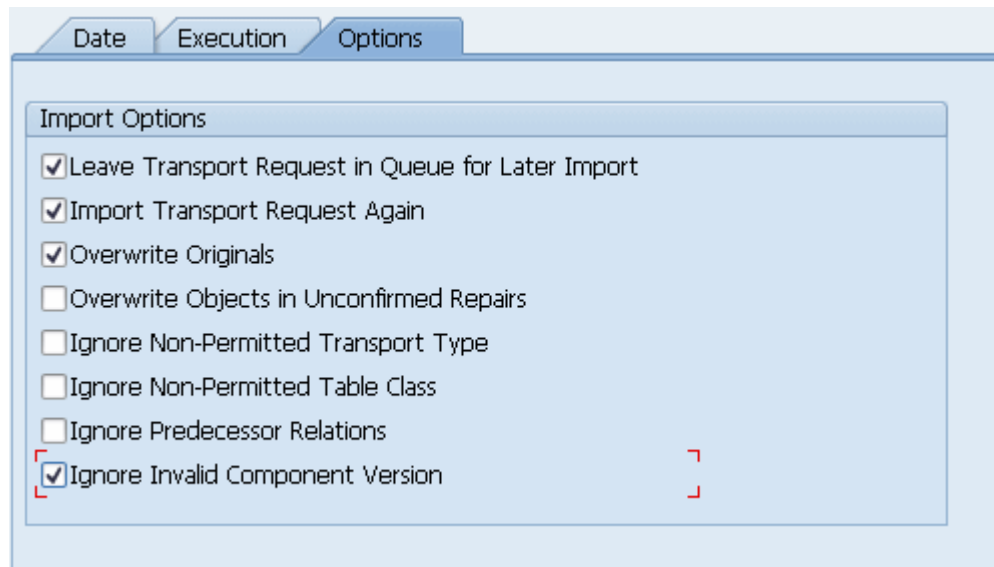 Date Execution Options
Import Options
Leave Transport Request in Queue for Later Import
Import Transport Request Again
Overwrite Originals
Overwrite Objects in Unconfirmed Repairs
Ignore Non-Permitted Transport Type
Ignore Non-Permitted Table Class
Ignore Predecessor Relations
Ignore Invalid Component Version